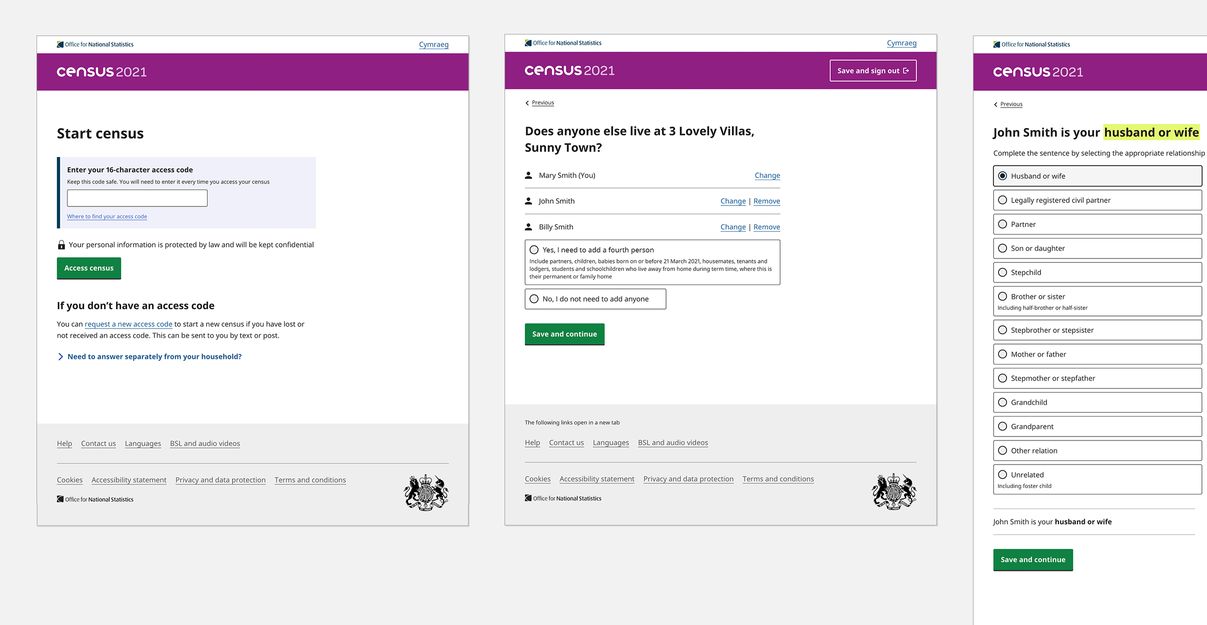 Office for National Statistics
Cymraeg
census 2021
Start census
Enter your 16-character access code
Keep this code safe. You will need to enter it every time you access your census
Where to find your access code
Your personal information is protected by law and will be kept confidential
Access census
If you don’t have an access code
You can request a new access code to start a new census if you have lost or
not received an access code. This can be sent to you by text or post.
Need to answer separately from your household?
Help Contact us Languages BSL and audio videos
Cookies Accessibility statement Privacy and data protection Terms and conditions
Office for National Statistics
Office for National Statistics
Cymraeg
census 2021
Save and sign out
Previous
Does anyone else live at 3 Lovely Villas,
Sunny Town?
Mary Smith (You) Change
John Smith Change | Remove
Billy Smith Change | Remove
Yes, I need to add a fourth person
Include partners, children, babies born on or before 21 March 2021, housemates, tenants and
lodgers, students and schoolchildren who live away from home during term time, where this is
their permanent or family home
No, I do not need to add anyone
Save and continue
The following links open in a new tab
Help Contact us Languages BSL and audio videos
Cookies Accessibility statement Privacy and data protection Terms and conditions
Office for National Statistics
Office for National Statistics
census 2021
Previous
John Smith is your husband or wife
Complete the sentence by selecting the appropriate relationship
Husband or wife
Legally registered civil partner
Partner
Son or daughter
Stepchild
Brother or sister
Including half-brother or half-sister
Stepbrother or stepsister
Mother or father
Stepmother or stepfather
Grandchild
Grandparent
Other relation
Unrelated
Including foster child
John Smith is your husband or wife
Save and continue